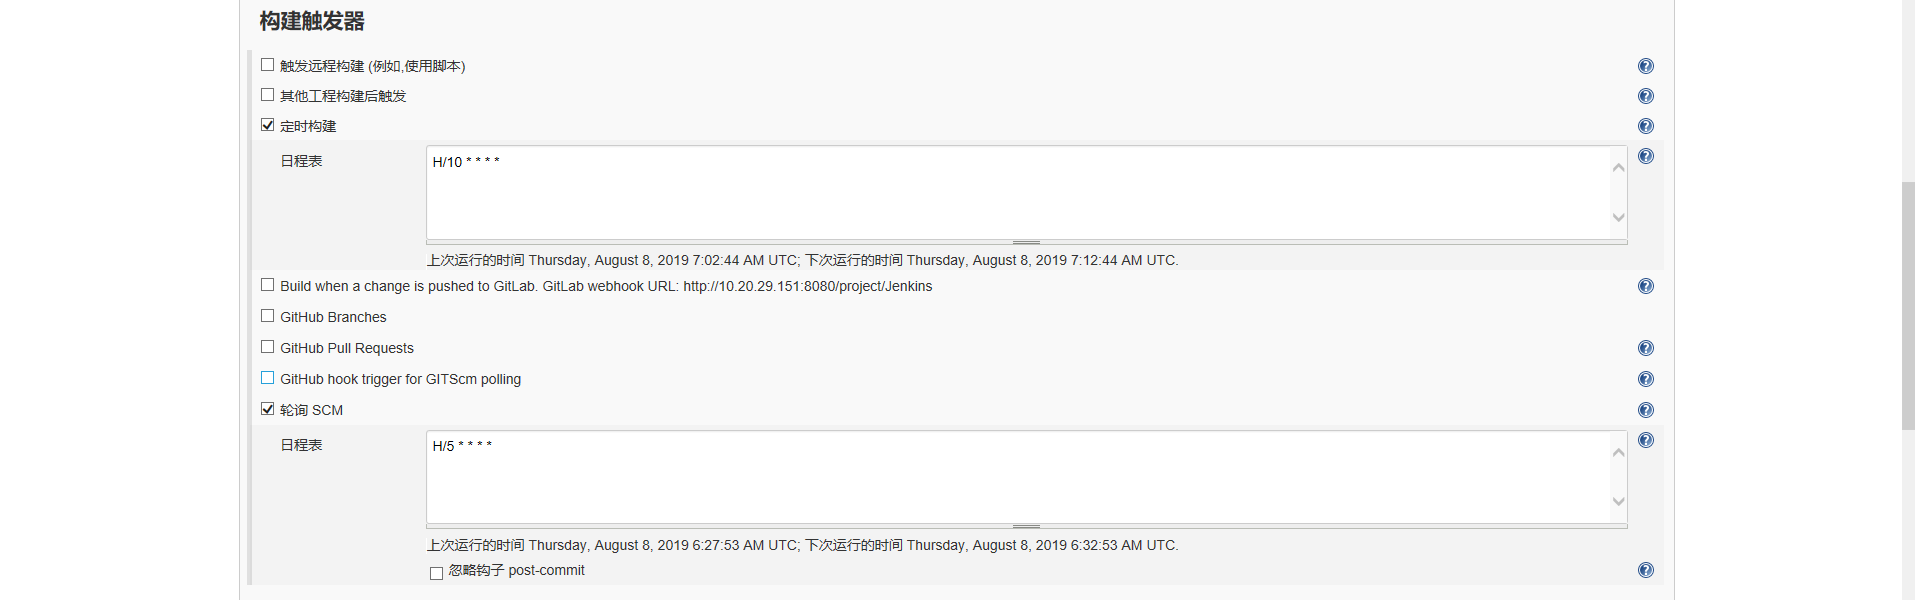 构建触发器
触发远程构建 (例如,使用脚本)
其他工程构建后触发
定时构建
日程表
H/10 * * * *
上次运行的时间 Thursday, August 8, 2019 7:02:44 AM UTC; 下次运行的时间 Thursday, August 8, 2019 7:12:44 AM UTC.
Build when a change is pushed to GitLab. GitLab webhook URL: http://10.20.29.151:8080/project/Jenkins
GitHub Branches
GitHub Pull Requests
GitHub hook trigger for GITScm polling
轮询 SCM
日程表
H/5 * * * *
上次运行的时间 Thursday, August 8, 2019 6:27:53 AM UTC; 下次运行的时间 Thursday, August 8, 2019 6:32:53 AM UTC.
忽略钩子 post-commit